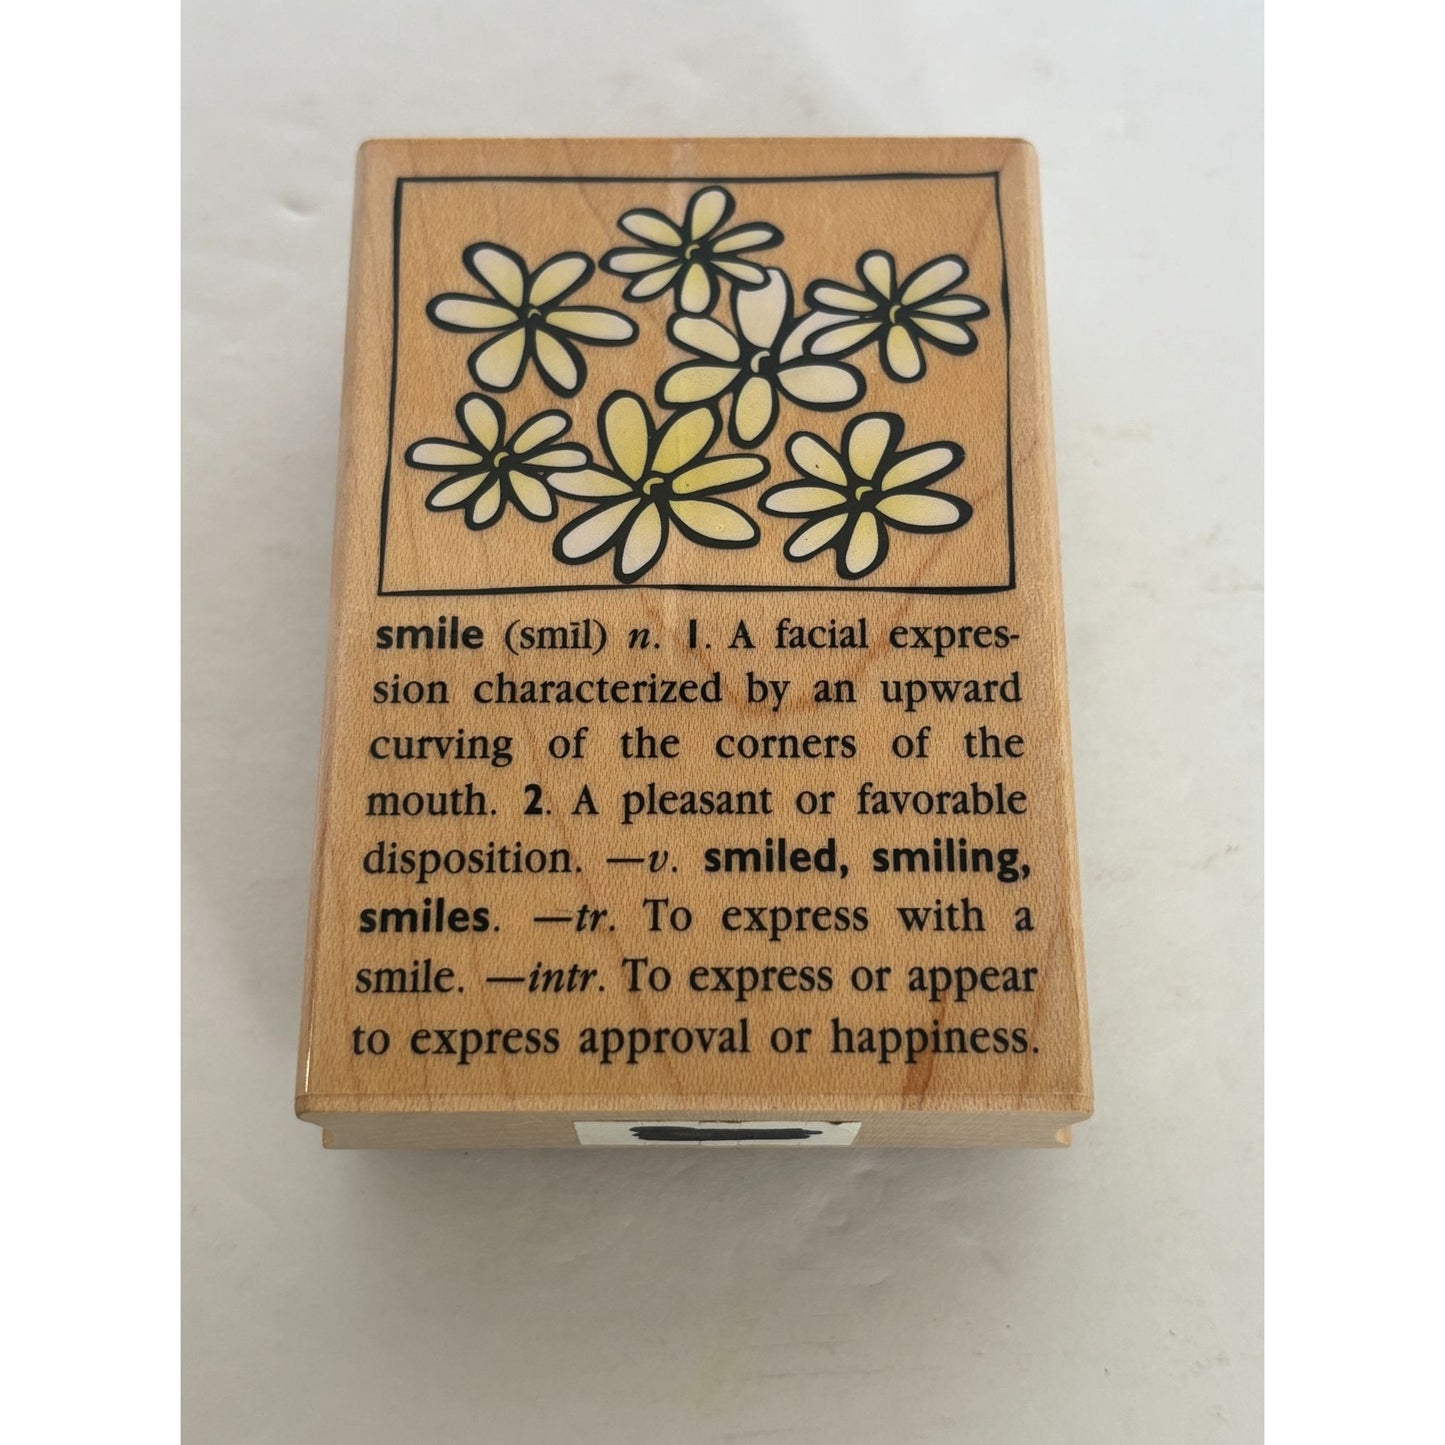 smile (smīl) n. 1. A facial expres-
sion characterized by an upward
curving of the corners of the
mouth. 2. A pleasant or favorable
disposition. —v. smiled, smiling,
smiles. —tr. To express with a
smile. —intr. To express or appear
to express approval or happiness.